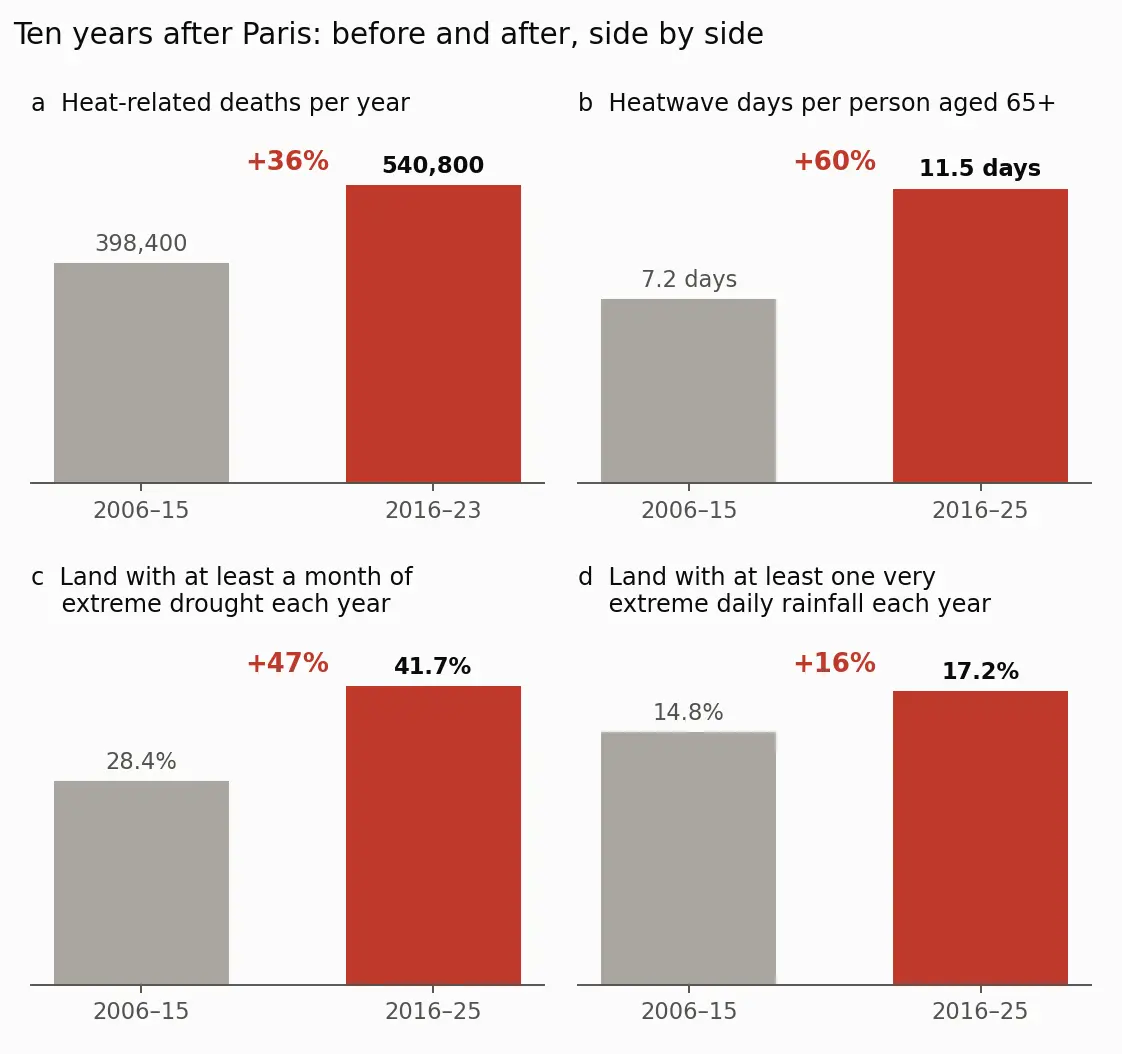 Ten years after Paris: before and after, side by side
a Heat-related deaths per year
+36%
540,800
398,400
2006–15
2016–23
b Heatwave days per person aged 65+
+60%
11.5 days
7.2 days
2006–15
2016–25
c Land with at least a month of
extreme drought each year
+47%
41.7%
28.4%
2006–15
2016–25
d Land with at least one very
extreme daily rainfall each year
+16%
17.2%
14.8%
2006–15
2016–25